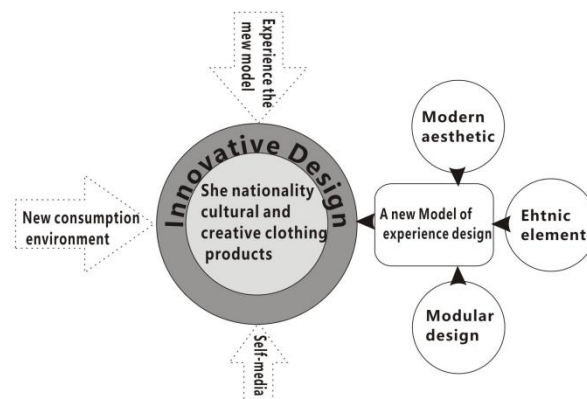 Experience the
mew model
Innovative Design
She nationality
cultural and
creative clothing
products
New consumption
environment
Self-media
Modern
aesthetic
A new Model of
experience design
Ehtnic
element
Modular
design